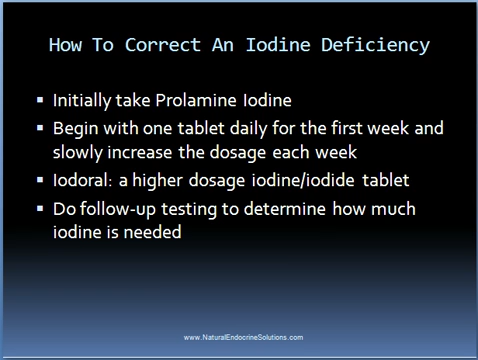 How To Correct An Iodine Deficiency
▪ Initially take Prolamine Iodine
▪ Begin with one tablet daily for the first week and
slowly increase the dosage each week
▪ Iodoral: a higher dosage iodine/iodide tablet
▪ Do follow-up testing to determine how much
iodine is needed
www.NaturalEndocrineSolutions.com